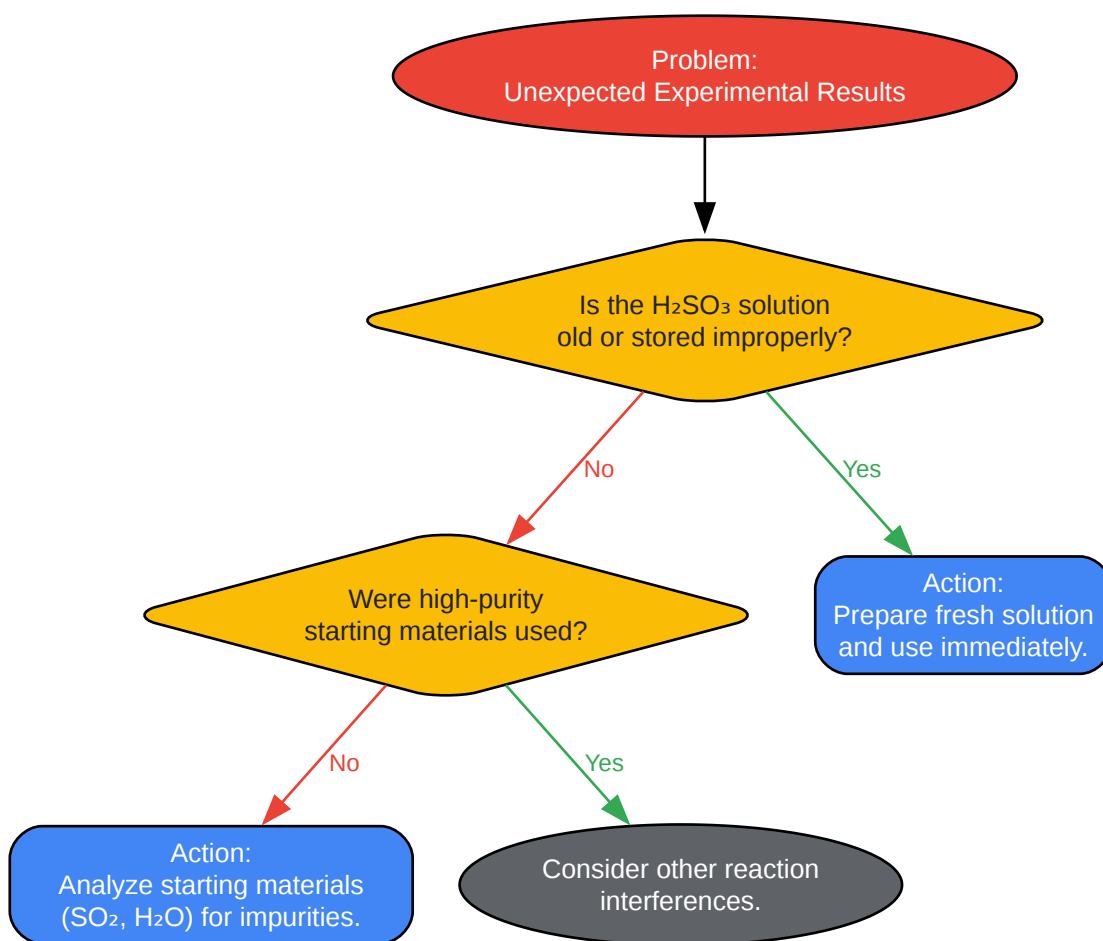 Problem:
Unexpected Experimental Results
Is the H₂SO₃ solution
old or stored improperly?
No
Yes
Were high-purity
starting materials used?
Action:
Prepare fresh solution
and use immediately.
No
Yes
Action:
Analyze starting materials
(SO₂, H₂O) for impurities.
Consider other reaction
interferences.